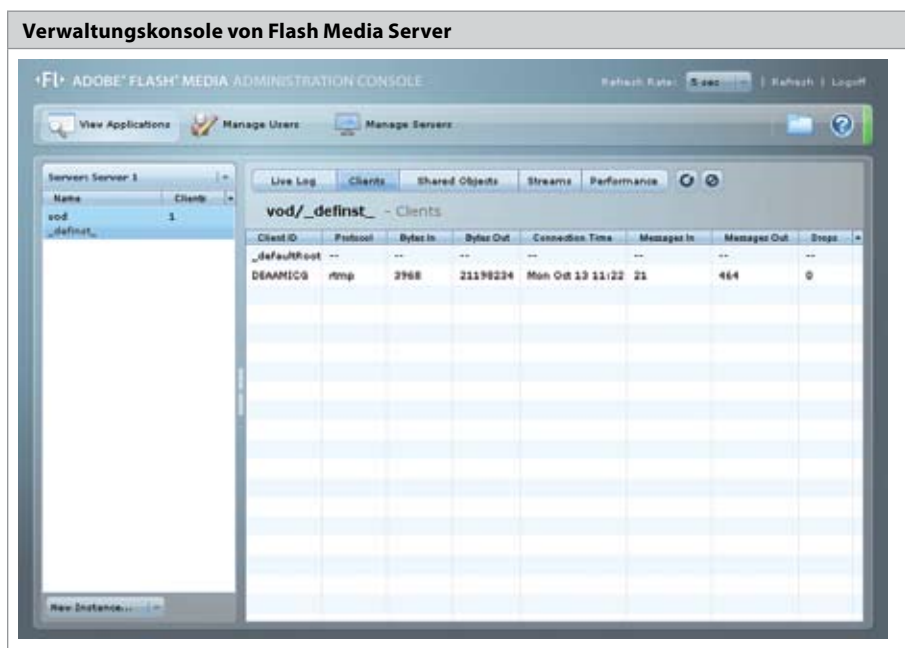 Verwaltungskonsole von Flash Media Server
Fl ADOBE® FLASH® MEDIA ADMINISTRATION CONSOLE Refresh Rate: 5 sec | Refresh | Logoff
View Applications Manage Users Manage Servers ?
Server: Server 1
Name Clients
vod 1
_definst_
New Instance...
Live Log Clients Shared Objects Streams Performance
vod/_definst_ - Clients
Client ID Protocol Bytes In Bytes Out Connection Time Messages In Messages Out Drops
_defaultRoot -- -- -- -- -- -- --
rtmp 3968 21198234 Mon Oct 13 11:22 21 464 0